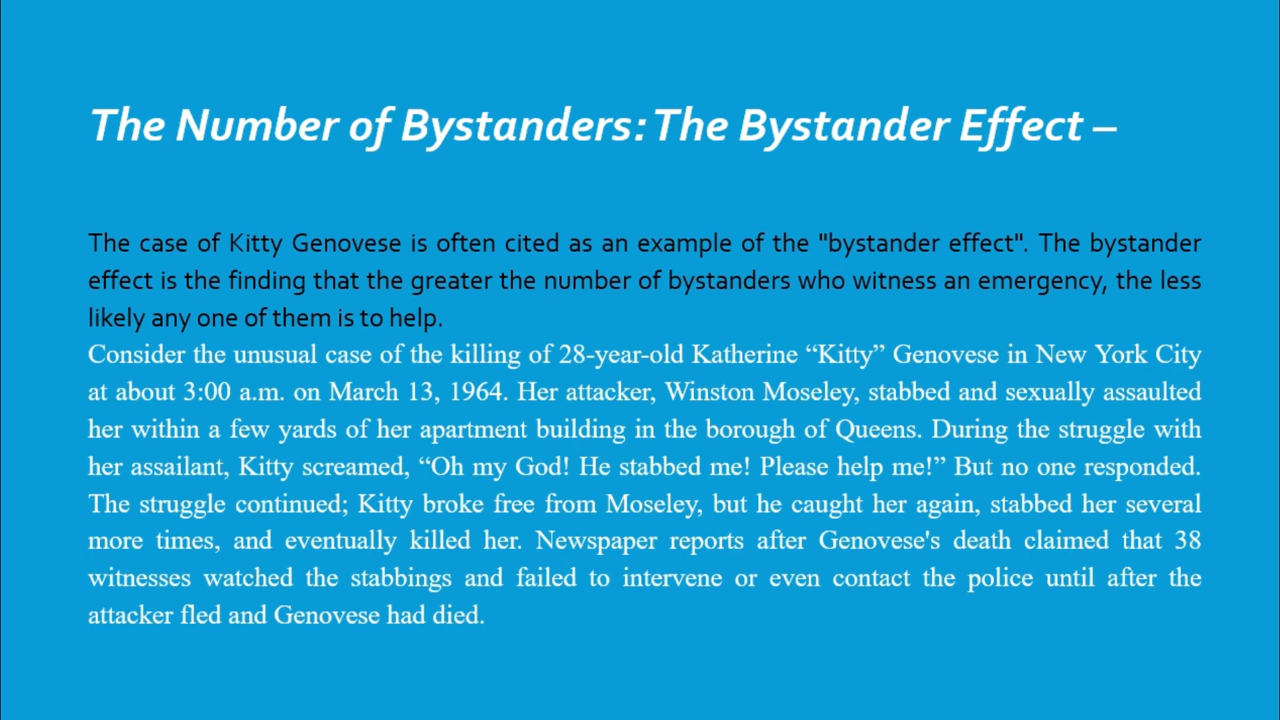 The Number of Bystanders: The Bystander Effect –
The case of Kitty Genovese is often cited as an example of the "bystander effect". The bystander
effect is the finding that the greater the number of bystanders who witness an emergency, the less
likely any one of them is to help.
Consider the unusual case of the killing of 28-year-old Katherine “Kitty” Genovese in New York City
at about 3:00 a.m. on March 13, 1964. Her attacker, Winston Moseley, stabbed and sexually assaulted
her within a few yards of her apartment building in the borough of Queens. During the struggle with
her assailant, Kitty screamed, “Oh my God! He stabbed me! Please help me!” But no one responded.
The struggle continued; Kitty broke free from Moseley, but he caught her again, stabbed her several
more times, and eventually killed her. Newspaper reports after Genovese's death claimed that 38
witnesses watched the stabbings and failed to intervene or even contact the police until after the
attacker fled and Genovese had died.